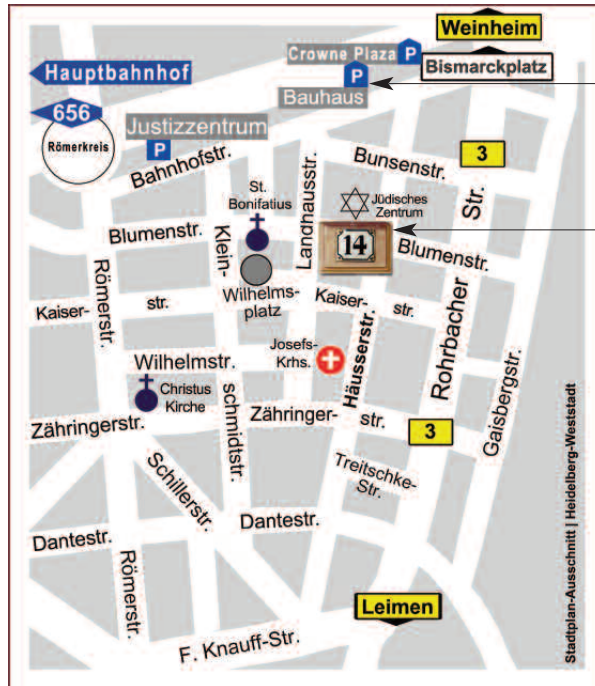 Weinheim
Crowne Plaza P
Hauptbahnhof
P
Bismarckplatz
Bauhaus
656
Justizzentrum
Römerkreis
P
3
Bahnhofstr.
Bunsenstr.
St.
Bonifatius
Landhausstr.
Str.
Jüdisches
Zentrum
Blumenstr.
Klein-
14
Blumenstr.
Römerstr.
Wilhelms-
platz
Kaiser-
str.
Kaiser-
str.
Rohrbacher
Häusserstr.
Josefs-
Krhs.
Wilhelmstr.
Gaisbergstr.
Christus
Kirche
schmidtstr.
Zähringer-
str.
3
Zähringerstr.
Schillerstr.
Treitschke-
Str.
Dantestr.
Dantestr.
Römerstr.
Leimen
F. Knauff-Str.
Stadtplan-Ausschnitt | Heidelberg-Weststadt